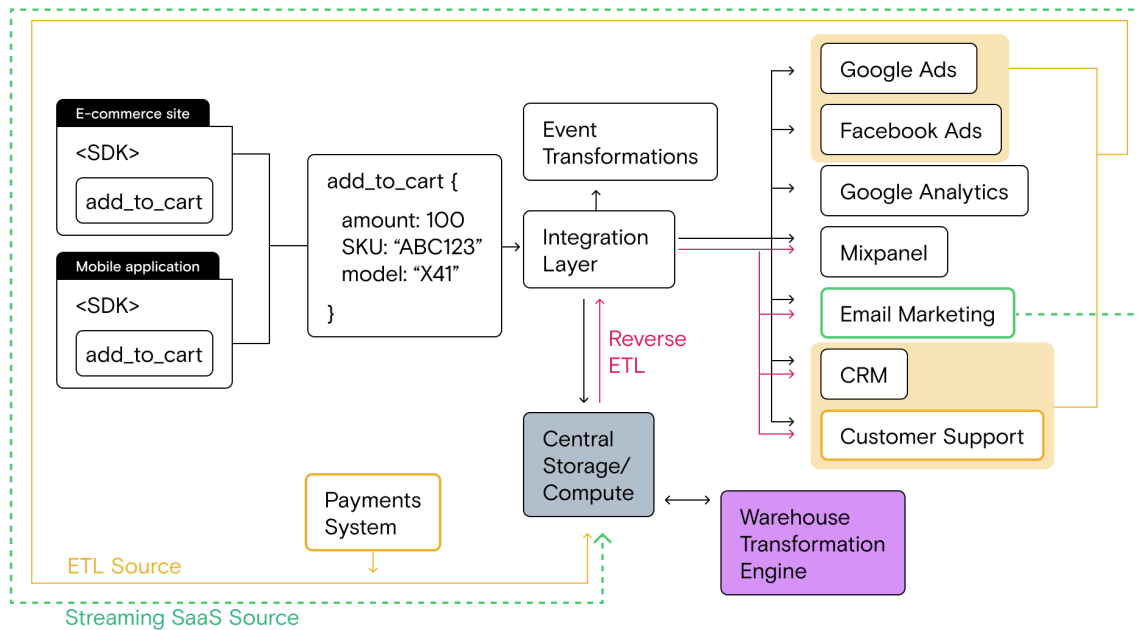 E-commerce site
<SDK>
add_to_cart
Mobile application
<SDK>
add_to_cart
add_to_cart {
amount: 100
SKU: “ABC123”
model: “X41”
}
Event
Transformations
Integration
Layer
Reverse
ETL
Central
Storage/
Compute
Warehouse
Transformation
Engine
Payments
System
Google Ads
Facebook Ads
Google Analytics
Mixpanel
Email Marketing
CRM
Customer Support
ETL Source
Streaming SaaS Source